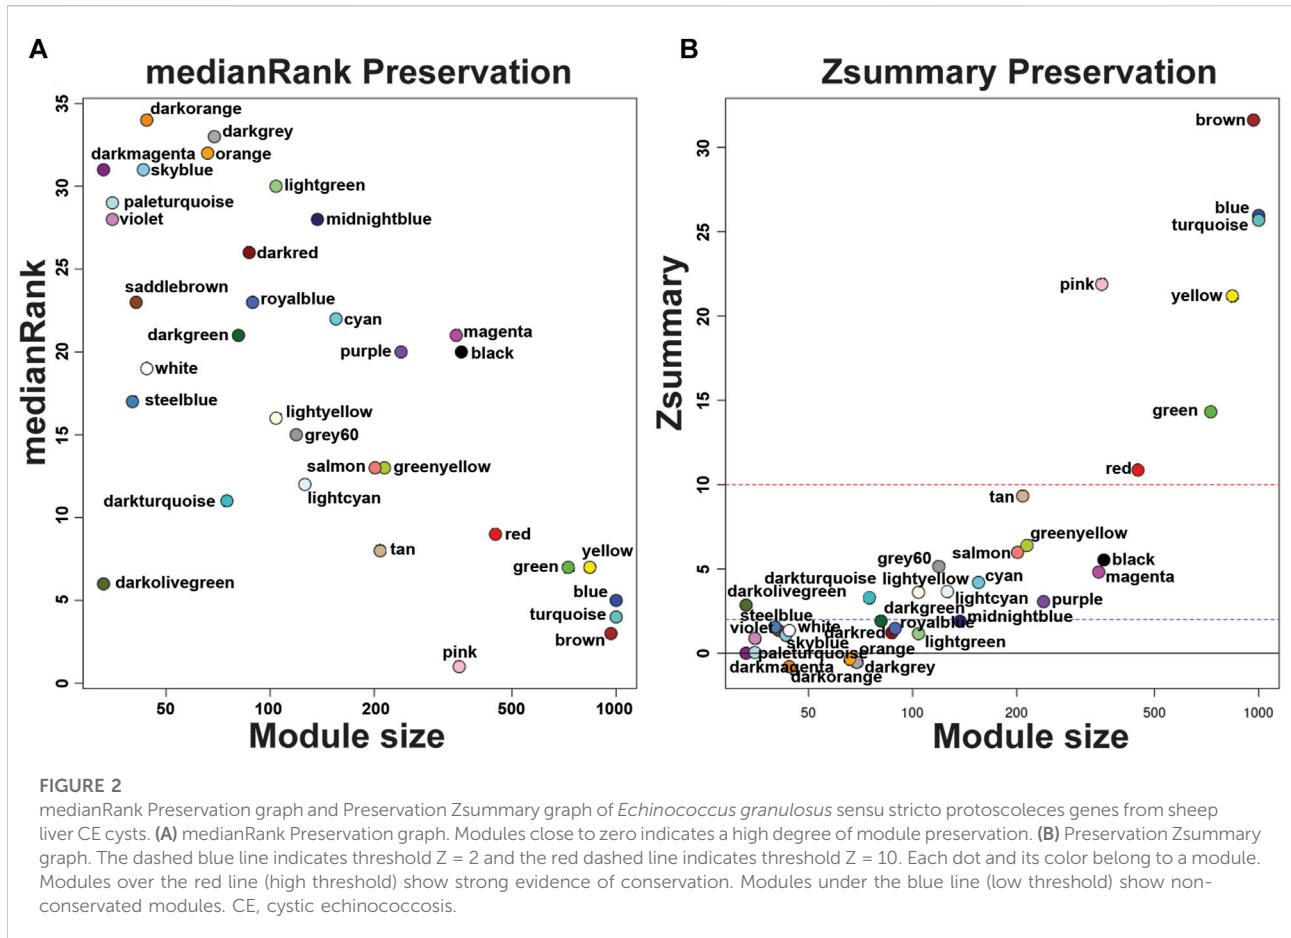 A
medianRank Preservation
35
30
25
20
15
10
5
0
medianRank
darkorange
darkgrey
darkmagenta
orange
skyblue
lightgreen
paleturquoise
violet
midnightblue
darkred
saddlebrown
royalblue
cyan
darkgreen
magenta
purple
black
white
steelblue
lightyellow
grey60
salmon
greenyellow
lightcyan
darkturquoise
red
tan
yellow
green
darkolivegreen
blue
turquoise
brown
pink
50
100
200
500
1000
Module size
B
Zsummary Preservation
30
25
20
15
10
5
0
Zsummary
brown
blue
turquoise
pink
yellow
green
red
tan
greenyellow
salmon
grey60
black
darkturquoise
lightyellow
cyan
magenta
darkolivegreen
lightcyan
purple
darkgreen
steelblue
midnightblue
violet
white
darkred
royalblue
skyblue
lightgreen
paleturquoise
orange
darkmagenta
darkgrey
darkorange
50
100
200
500
1000
Module size
FIGURE 2
medianRank Preservation graph and Preservation Zsummary graph of Echinococcus granulosus sensu stricto protoscoleces genes from sheep
liver CE cysts. (A) medianRank Preservation graph. Modules close to zero indicates a high degree of module preservation. (B) Preservation Zsummary
graph. The dashed blue line indicates threshold Z = 2 and the red dashed line indicates threshold Z = 10. Each dot and its color belong to a module.
Modules over the red line (high threshold) show strong evidence of conservation. Modules under the blue line (low threshold) show non-
conservated modules. CE, cystic echinococcosis.